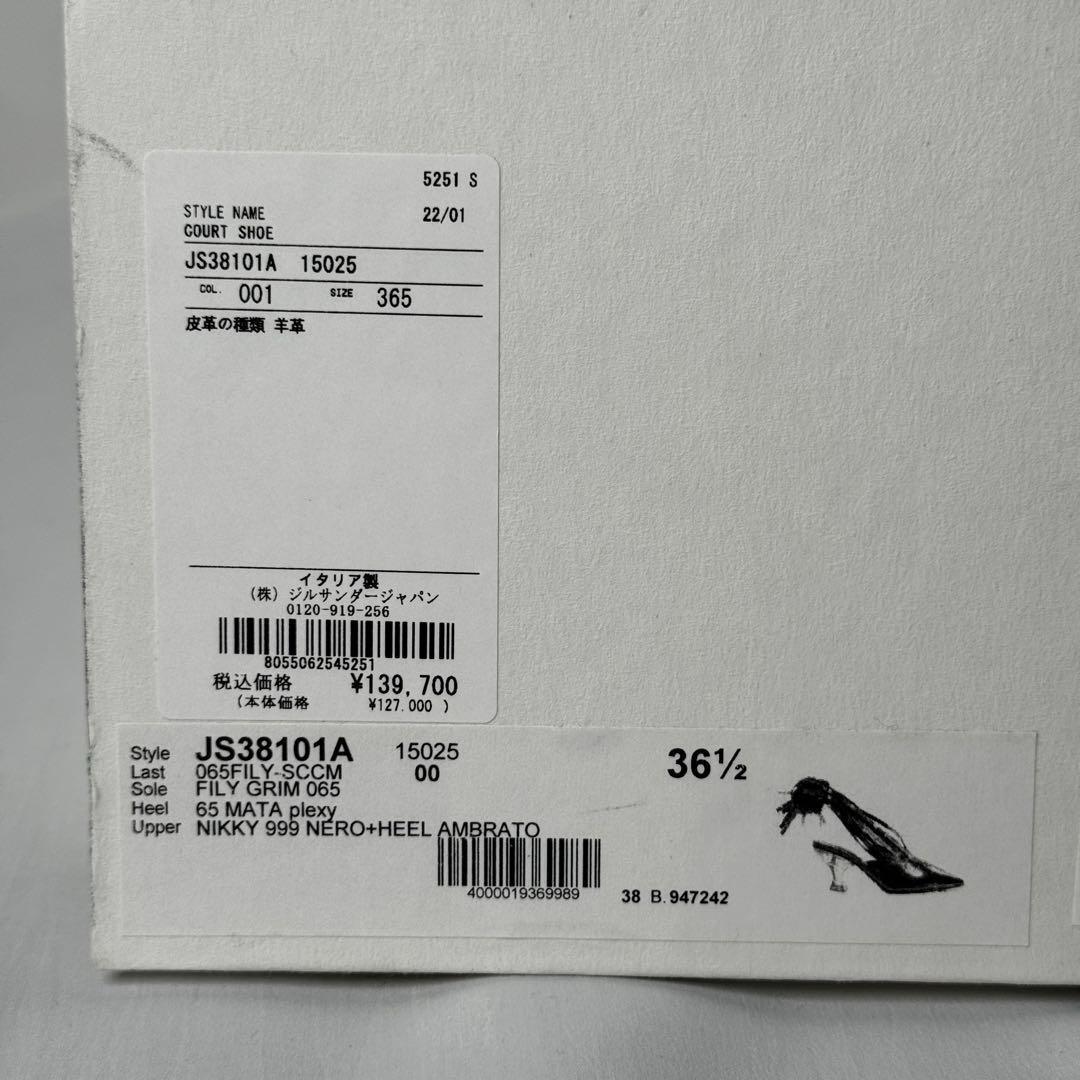 5251 S
STYLE NAME 22/01
COURT SHOE
JS38101A 15025
COL. 001 SIZE 365
皮革の種類 羊革
イタリア製
(株) ジルサンダージャパン
0120-919-256
8055062545251
税込価格 ¥139,700
(本体価格 ¥127.000 )
Style JS38101A 15025 36½
Last 065FILY-SCCM 00
Sole FILY GRIM 065
Heel 65 MATA plexy
Upper NIKKY 999 NERO+HEEL AMBRATO
4000019369989
38 B. 947242